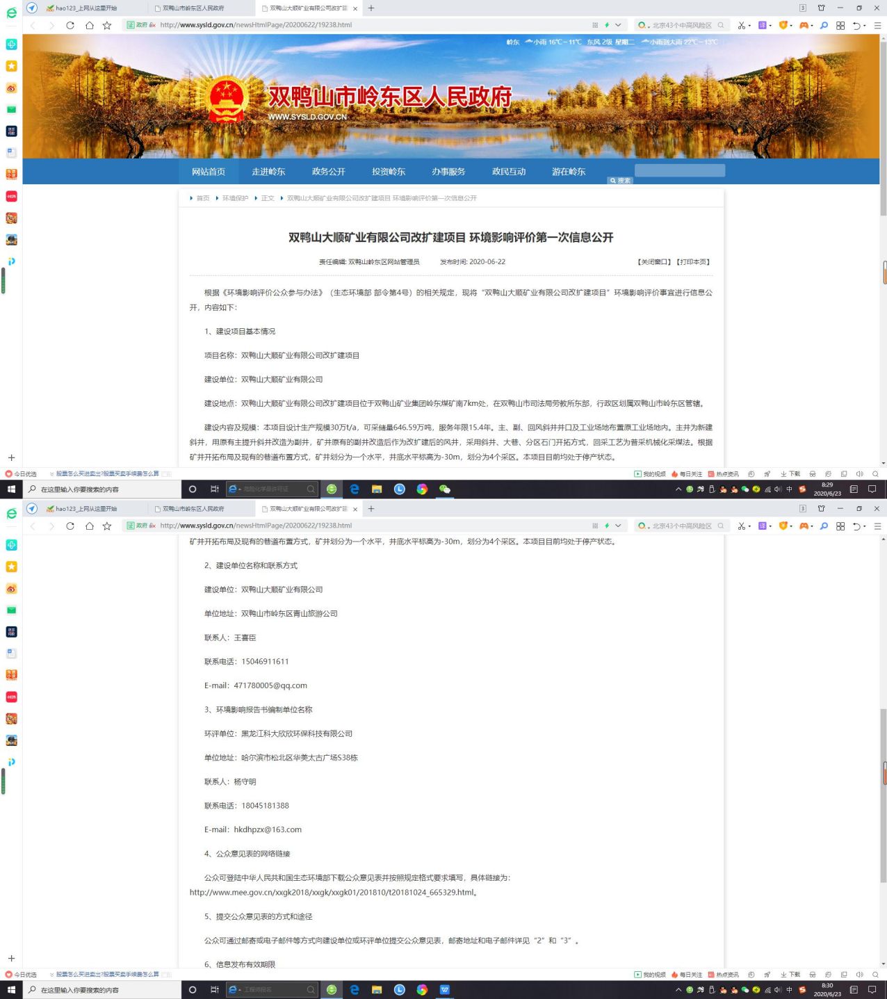 hao123_上网从这里开始
双鸭山市岭东区人民政府
双鸭山大顺矿业有限公司改扩建
证 政府
http://www.sysld.gov.cn/newsHtmlPage/20200622/19238.html
北京43个中高风险区
岭东 小雨 16℃~11℃ 东风 2级 星期二 小雨到大雨 22℃~13℃
双鸭山市岭东区人民政府
WWW.SYSLD.GOV.CN
网站首页 走进岭东 政务公开 投资岭东 办事服务 政民互动 游在岭东
搜索
首页 环境保护 正文 双鸭山大顺矿业有限公司改扩建项目 环境影响评价第一次信息公开
双鸭山大顺矿业有限公司改扩建项目 环境影响评价第一次信息公开
责任编辑: 双鸭山岭东区网站管理员 发布时间: 2020-06-22 【关闭窗口】【打印本页】
根据《环境影响评价公众参与办法》（生态环境部 部令第4号）的相关规定，现将“双鸭山大顺矿业有限公司改扩建项目”环境影响评价事宜进行信息公
开，内容如下：
1、建设项目基本情况
项目名称：双鸭山大顺矿业有限公司改扩建项目
建设单位：双鸭山大顺矿业有限公司
建设地点：双鸭山大顺矿业有限公司改扩建项目位于双鸭山矿业集团岭东煤矿南7km处，在双鸭山市司法局劳教所东部，行政区划属双鸭山市岭东区管辖。
建设内容及规模：本项目设计生产规模30万t/a，可采储量646.59万吨，服务年限15.4年。主、副、回风斜井井口及工业场地布置原工业场地内。主井为新建
斜井，用原有主提升斜井改造为副井，矿井原有的副井改造后作为改扩建后的风井，采用斜井、大巷、分区石门开拓方式，回采工艺为普采机械化采煤法。根据
矿井开拓布局及现有的巷道布置方式，矿井划分为一个水平，井底水平标高为-30m，划分为4个采区。本项目目前均处于停产状态。
今日优选 股票怎么买进卖出?股票买卖手续费怎么算
我的视频 每日关注 热点资讯 下载
在这里输入你要搜索的内容
危险化学品许可证
中
8:29
2020/6/23
hao123_上网从这里开始
双鸭山市岭东区人民政府
双鸭山大顺矿业有限公司改扩建
证 政府
http://www.sysld.gov.cn/newsHtmlPage/20200622/19238.html
北京43个中高风险区
矿井开拓布局及现有的巷道布置方式，矿井划分为一个水平，井底水平标高为-30m，划分为4个采区。本项目目前均处于停产状态。
2、建设单位名称和联系方式
建设单位：双鸭山大顺矿业有限公司
单位地址：双鸭山市岭东区青山旅游公司
联系人：王喜臣
联系电话：15046911611
E-mail：471780005@qq.com
3、环境影响报告书编制单位名称
环评单位：黑龙江科大欣欣环保科技有限公司
单位地址：哈尔滨市松北区华美太古广场S38栋
联系人：杨守明
联系电话：18045181388
E-mail：hkdhpzx@163.com
4、公众意见表的网络链接
公众可登陆中华人民共和国生态环境部下载公众意见表并按照规定格式要求填写，具体链接为：
http://www.mee.gov.cn/xxgk2018/xxgk/xxgk01/201810/t20181024_665329.html。
5、提交公众意见表的方式和途径
公众可通过邮寄或电子邮件等方式向建设单位或环评单位提交公众意见表，邮寄地址和电子邮件详见“2”和“3”。
6、信息发布有效期限
今日优选 股票怎么买进卖出?股票买卖手续费怎么算
我的视频 每日关注 热点资讯 下载
在这里输入你要搜索的内容
工程师报名
中
8:30
2020/6/23